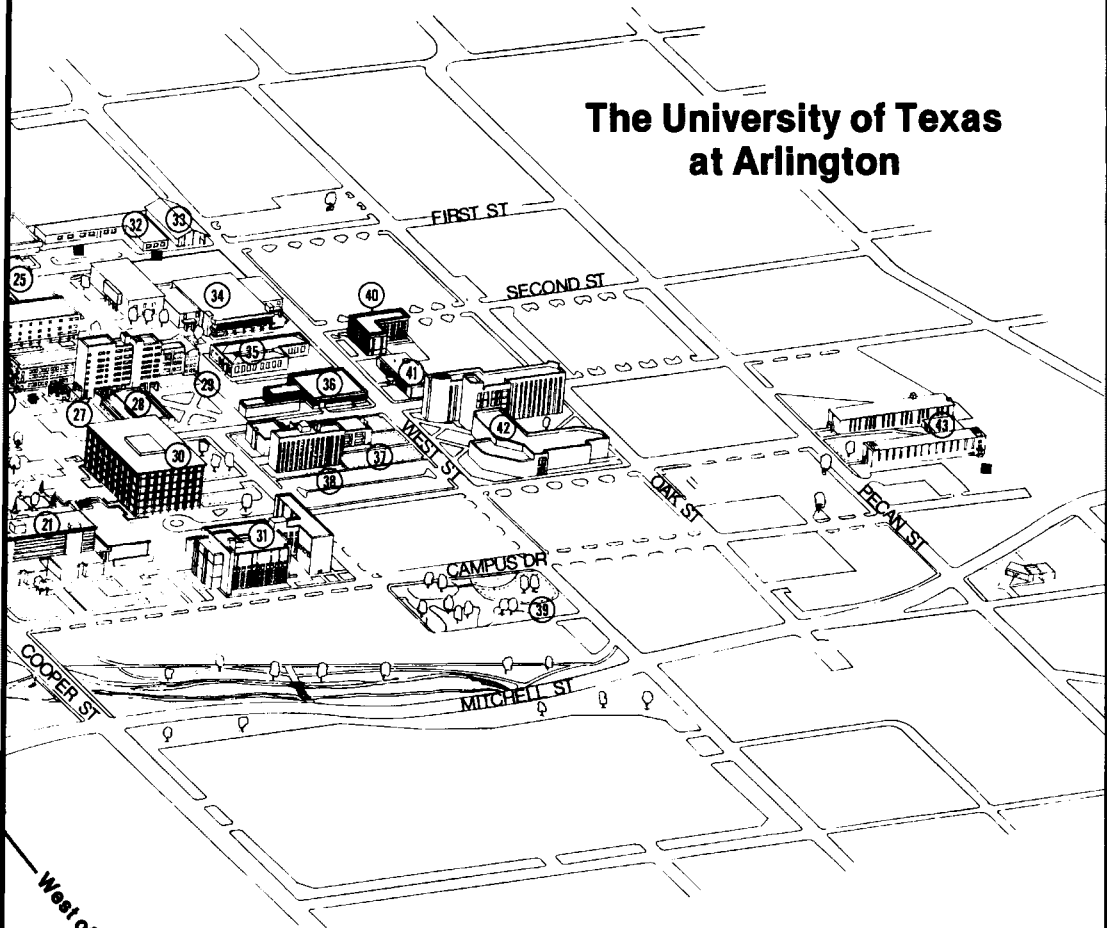 The University of Texas
at Arlington
FIRST ST
32
33
25
SECOND ST
34
40
35
41
36
29
28
27
42
43
30
WEST ST
37
38
OAK ST
21
31
PECAN ST
CAMPUS DR
39
COOPER ST
MITCHELL ST
West of